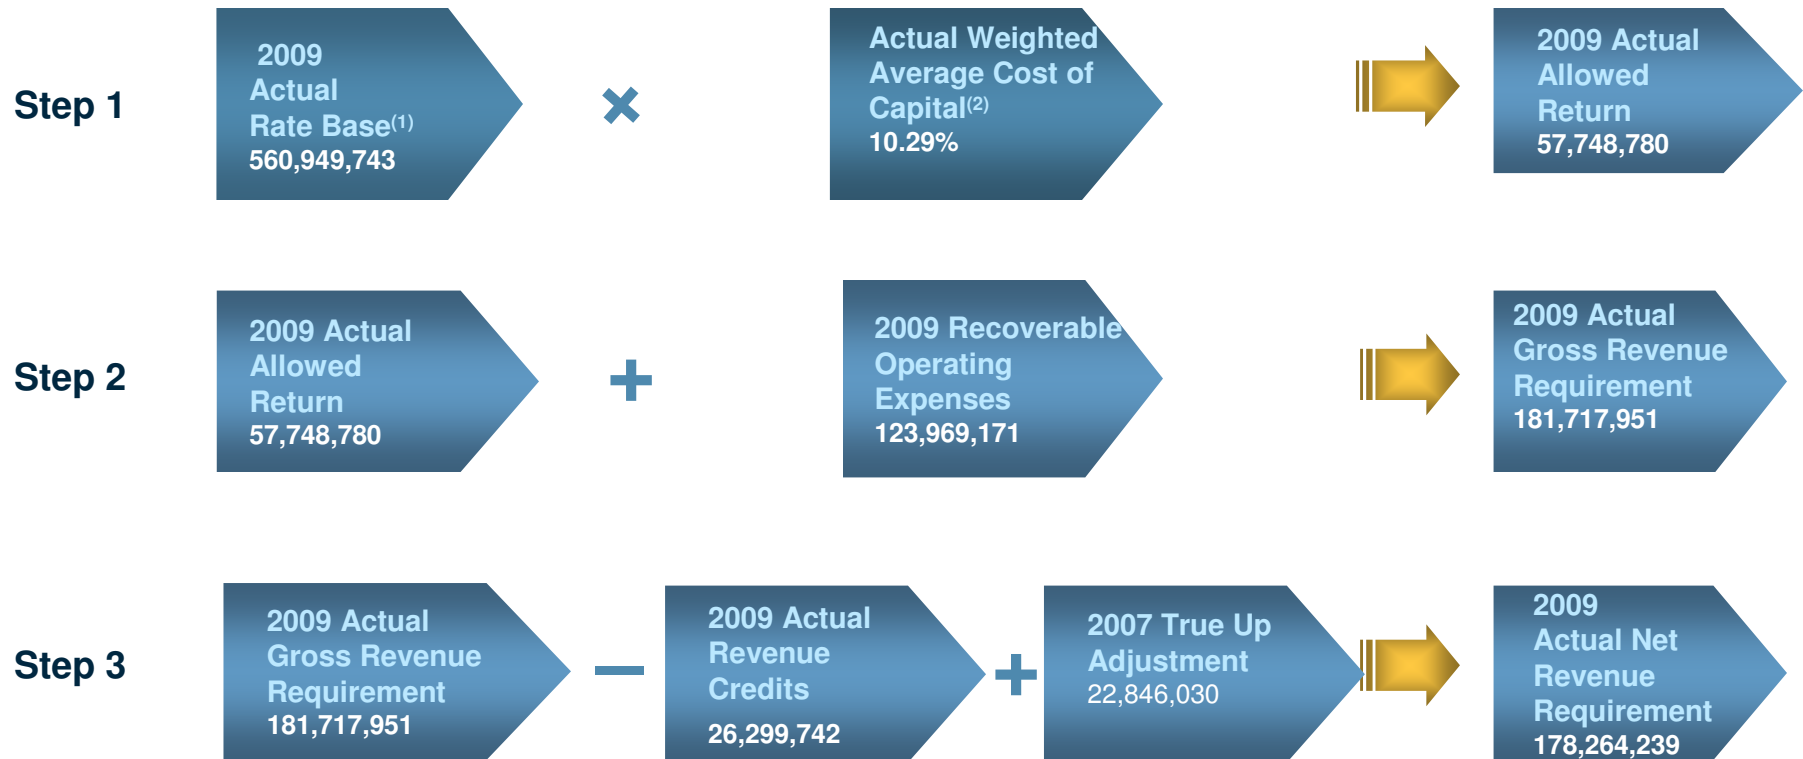 Step 1
2009
Actual
Rate Base(1)
560,949,743
×
Actual Weighted
Average Cost of
Capital(2)
10.29%
2009 Actual
Allowed
Return
57,748,780
Step 2
2009 Actual
Allowed
Return
57,748,780
+
2009 Recoverable
Operating
Expenses
123,969,171
2009 Actual
Gross Revenue
Requirement
181,717,951
Step 3
2009 Actual
Gross Revenue
Requirement
181,717,951
−
2009 Actual
Revenue
Credits
26,299,742
+
2007 True Up
Adjustment
22,846,030
2009
Actual Net
Revenue
Requirement
178,264,239